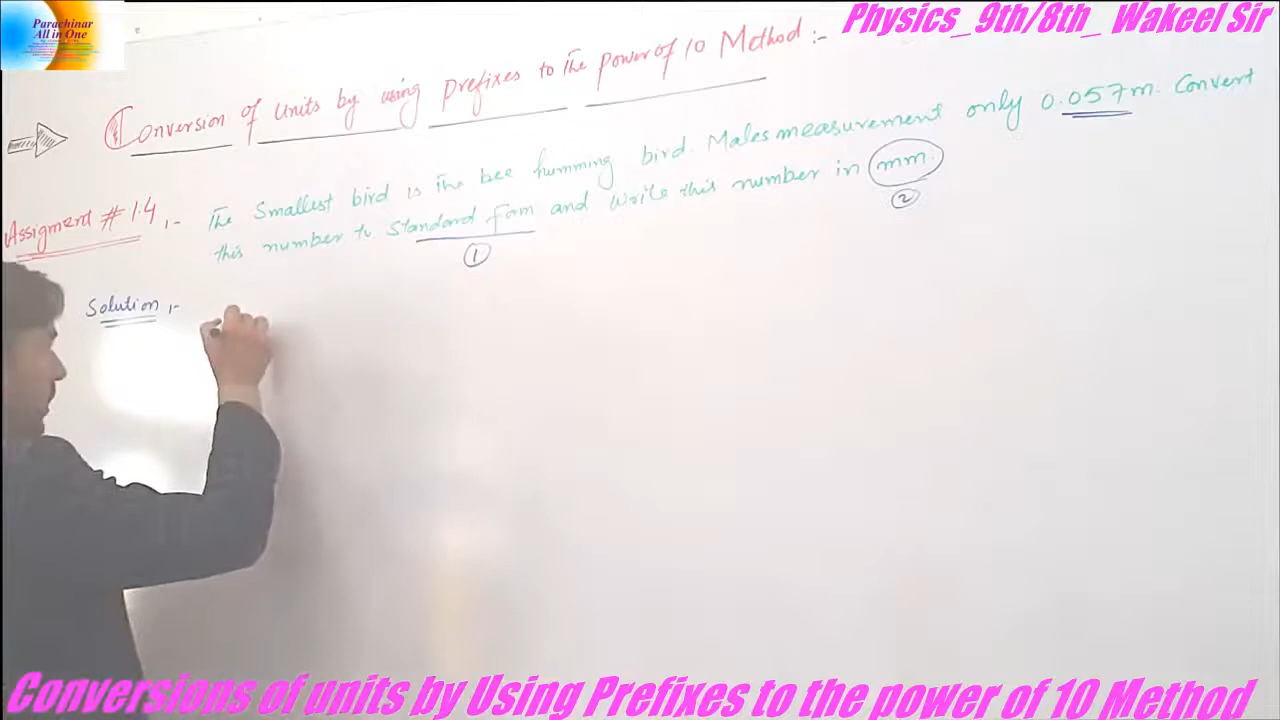 Parachinar
All in One
Physics_ 9th/8th_ Wakeel Sir
Conversion of units by using prefixes to the power of 10 Method :-
Assigment # 1.4 :- The Smallest bird is the bee humming bird. Males measurement only 0.057m. Convert
this number to Standard fom and write this number in mm.
1 2
Solution :-
Conversions of units by Using Prefixes to the power of 10 Method